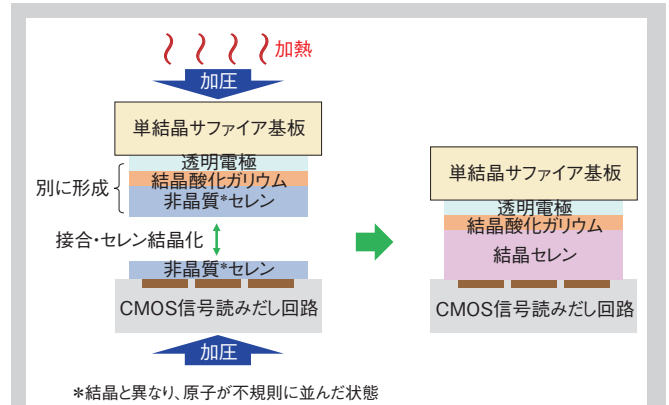 加熱
加圧
単結晶サファイア基板
透明電極
結晶酸化ガリウム
非晶質*セレン
別に形成
接合・セレン結晶化
非晶質*セレン
CMOS信号読みだし回路
加圧
単結晶サファイア基板
透明電極
結晶酸化ガリウム
結晶セレン
CMOS信号読みだし回路
*結晶と異なり、原子が不規則に並んだ状態